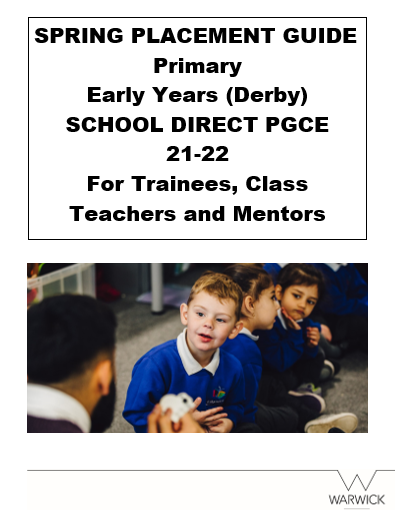 SPRING PLACEMENT GUIDE
Primary
Early Years (Derby)
SCHOOL DIRECT PGCE
21-22
For Trainees, Class
Teachers and Mentors
WARWICK